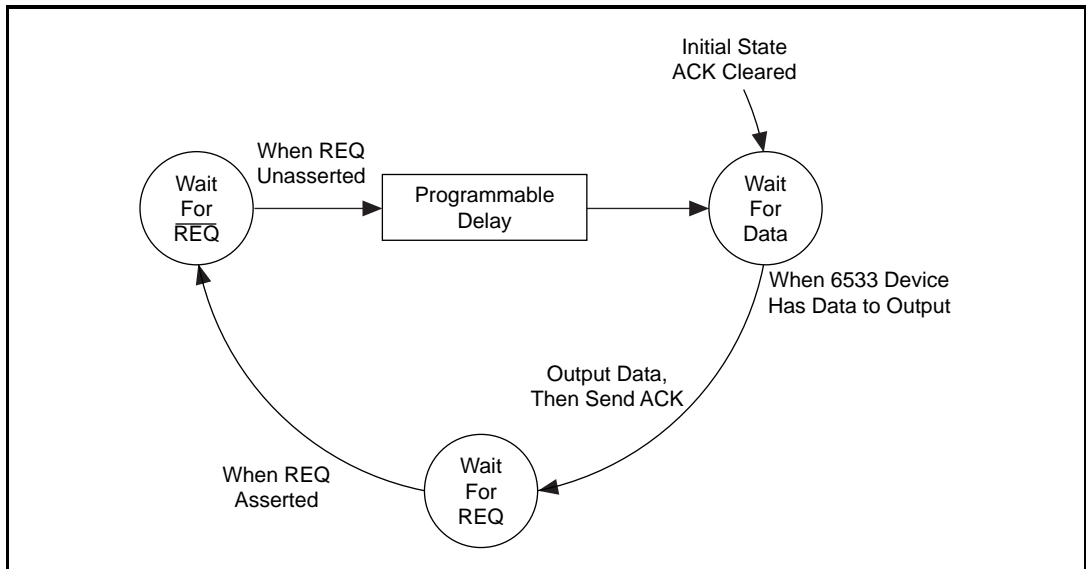 Initial State
ACK Cleared
When REQ
Unasserted
Wait
For
R̅E̅Q̅
Programmable
Delay
Wait
For
Data
When 6533 Device
Has Data to Output
Output Data,
Then Send ACK
When REQ
Asserted
Wait
For
REQ